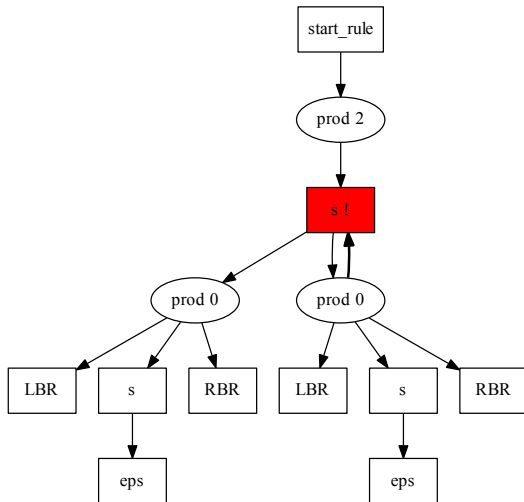 start_rule
prod 2
s !
prod 0 prod 0
LBR s RBR LBR s RBR
eps eps